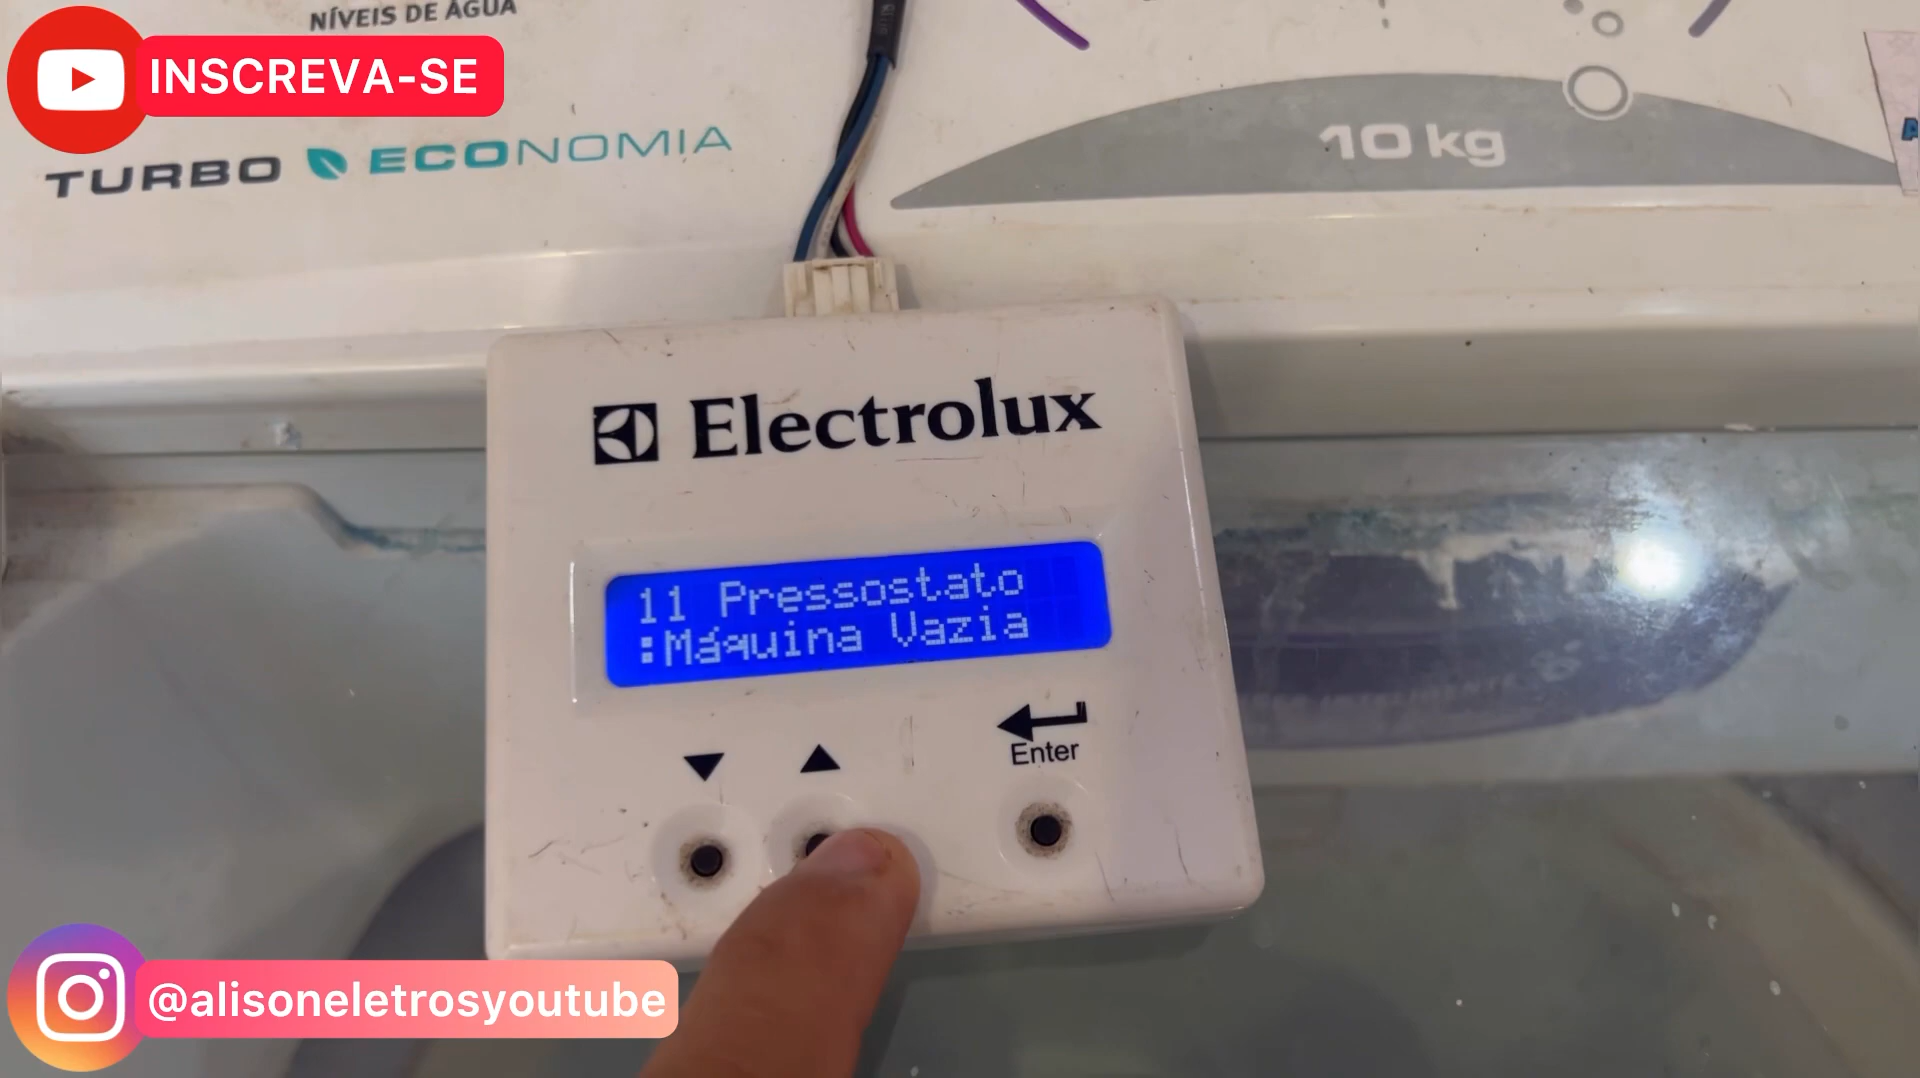 NÍVEIS DE ÁGUA
INSCREVA-SE
TURBO ECONOMIA
10 kg
Electrolux
11 Pressostato
:Máquina Vazia
Enter
@alisoneletrosyoutube